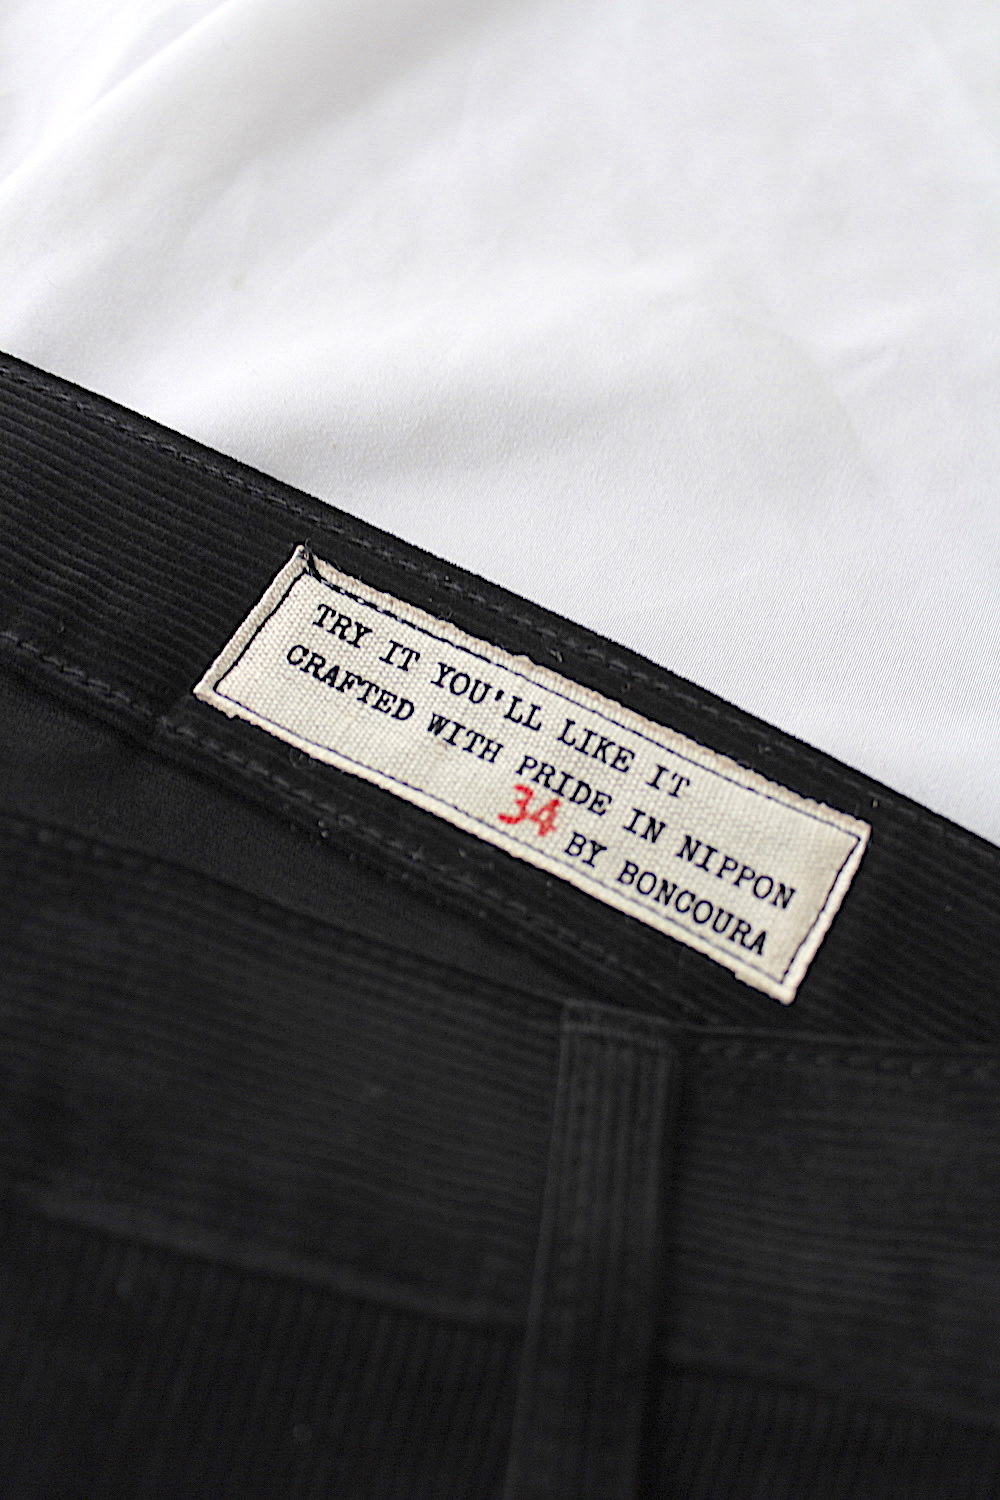 TRY IT YOU'LL LIKE IT
CRAFTED WITH PRIDE IN NIPPON
34 BY BONCOURA